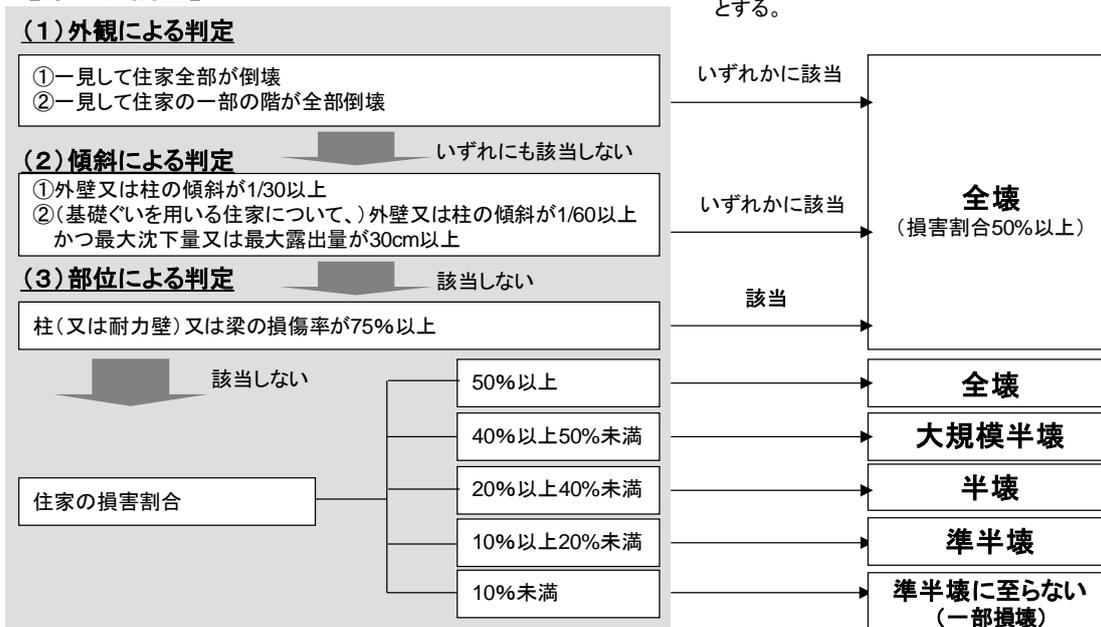 とする。
(1)外観による判定
①一見して住家全部が倒壊
②一見して住家の一部の階が全部倒壊
いずれかに該当
いずれにも該当しない
(2)傾斜による判定
①外壁又は柱の傾斜が1/30以上
②(基礎ぐいを用いる住家について、)外壁又は柱の傾斜が1/60以上
かつ最大沈下量又は最大露出量が30cm以上
いずれかに該当
全壊
(損害割合50%以上)
該当しない
(3)部位による判定
柱(又は耐力壁)又は梁の損傷率が75%以上
該当
該当しない
住家の損害割合
50%以上
全壊
40%以上50%未満
大規模半壊
20%以上40%未満
半壊
10%以上20%未満
準半壊
10%未満
準半壊に至らない
(一部損壊)